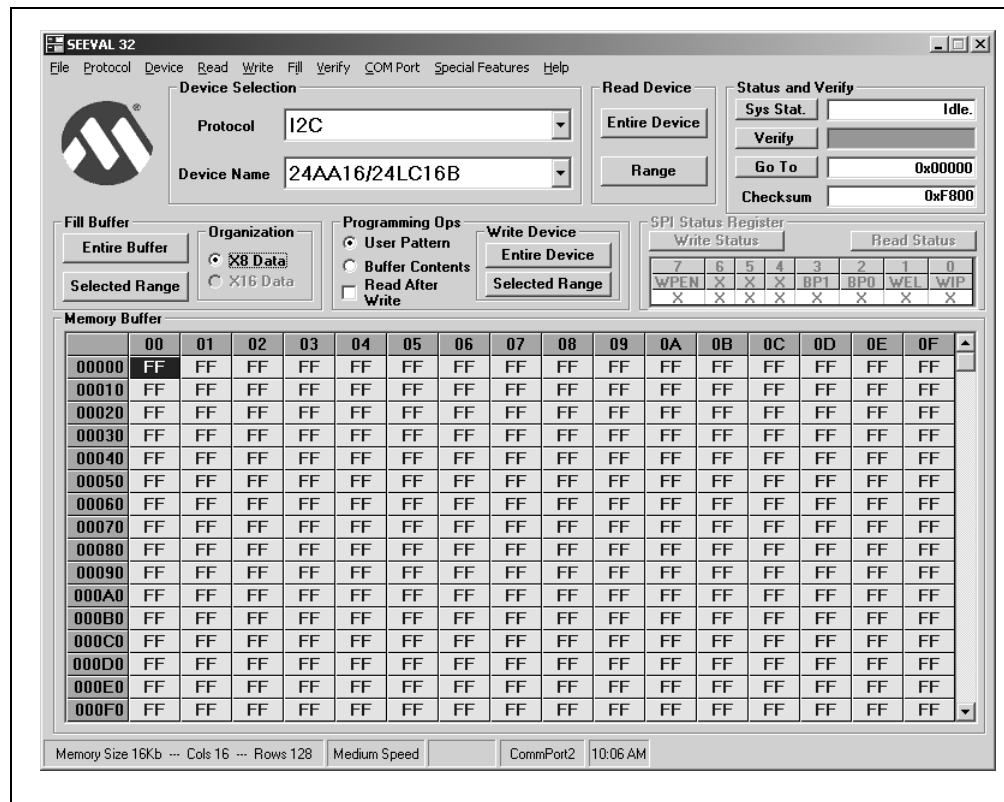 SEEVAL 32
File Protocol Device Read Write Fill Verify COM Port Special Features Help
Device Selection
Protocol I2C
Device Name 24AA16/24LC16B
Read Device
Entire Device
Range
Status and Verify
Sys Stat. Idle.
Verify
Go To 0x00000
Checksum 0xF800
Fill Buffer
Entire Buffer
Selected Range
Organization
X8 Data
X16 Data
Programming Ops
User Pattern
Buffer Contents
Read After
Write
Write Device
Entire Device
Selected Range
SPI Status Register
Write Status Read Status
7 6 5 4 3 2 1 0
WPEN X X X BP1 BP0 WEL WIP
X X X X X X X X
Memory Buffer
00 01 02 03 04 05 06 07 08 09 0A 0B 0C 0D 0E 0F
00000 FF FF FF FF FF FF FF FF FF FF FF FF FF FF FF FF
00010 FF FF FF FF FF FF FF FF FF FF FF FF FF FF FF FF
00020 FF FF FF FF FF FF FF FF FF FF FF FF FF FF FF FF
00030 FF FF FF FF FF FF FF FF FF FF FF FF FF FF FF FF
00040 FF FF FF FF FF FF FF FF FF FF FF FF FF FF FF FF
00050 FF FF FF FF FF FF FF FF FF FF FF FF FF FF FF FF
00060 FF FF FF FF FF FF FF FF FF FF FF FF FF FF FF FF
00070 FF FF FF FF FF FF FF FF FF FF FF FF FF FF FF FF
00080 FF FF FF FF FF FF FF FF FF FF FF FF FF FF FF FF
00090 FF FF FF FF FF FF FF FF FF FF FF FF FF FF FF FF
000A0 FF FF FF FF FF FF FF FF FF FF FF FF FF FF FF FF
000B0 FF FF FF FF FF FF FF FF FF FF FF FF FF FF FF FF
000C0 FF FF FF FF FF FF FF FF FF FF FF FF FF FF FF FF
000D0 FF FF FF FF FF FF FF FF FF FF FF FF FF FF FF FF
000E0 FF FF FF FF FF FF FF FF FF FF FF FF FF FF FF FF
000F0 FF FF FF FF FF FF FF FF FF FF FF FF FF FF FF FF
Memory Size 16Kb --- Cols 16 --- Rows 128 Medium Speed CommPort2 10:06 AM